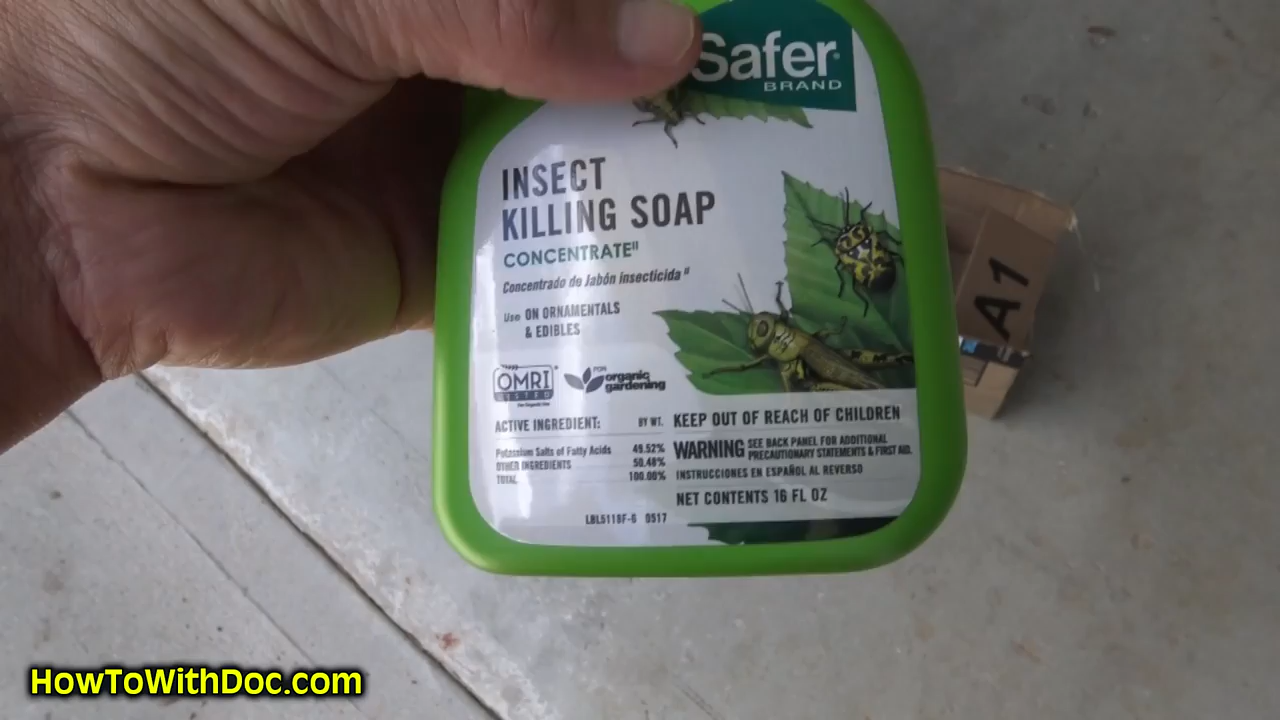 Safer®
BRAND
INSECT
KILLING SOAP
CONCENTRATE II
Concentrado de Jabón insecticida II
Use ON ORNAMENTALS
& EDIBLES
OMRI
LISTED
For Organic Use
FOR
organic
gardening
ACTIVE INGREDIENT: BY WT.
Potassium Salts of Fatty Acids 49.52%
OTHER INGREDIENTS 50.48%
TOTAL 100.00%
KEEP OUT OF REACH OF CHILDREN
WARNING SEE BACK PANEL FOR ADDITIONAL
PRECAUTIONARY STATEMENTS & FIRST AID.
INSTRUCCIONES EN ESPAÑOL AL REVERSO
NET CONTENTS 16 FL OZ
LBL5118F-6 0517
A1
HowToWithDoc.com